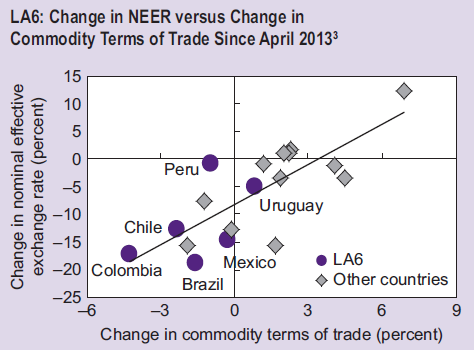 LA6: Change in NEER versus Change in
Commodity Terms of Trade Since April 2013³
Change in nominal effective
exchange rate (percent)
15
10
5
0
−5
−10
−15
−20
−25
Peru
Uruguay
Chile
Colombia
Brazil
Mexico
LA6
Other countries
−6 −3 0 3 6 9
Change in commodity terms of trade (percent)